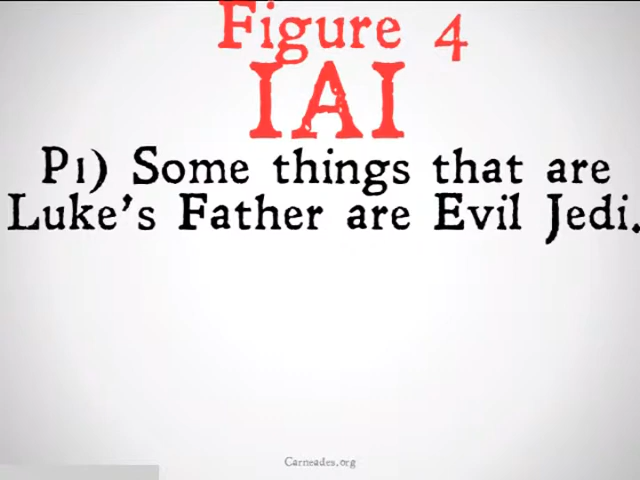 Figure 4
IAI
P1) Some things that are
Luke's Father are Evil Jedi.
Carneades.org